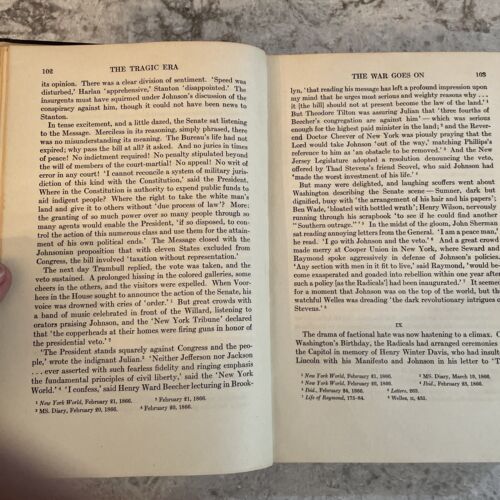 102 THE TRAGIC ERA
its opinion. There was a clear division of sentiment. 'Speed was
disturbed,' Harlan 'apprehensive,' Stanton 'disappointed.' The
insurgents must have squirmed under Johnson's discussion of the
conspiracy against him, though it could not have been news to
Stanton.
In tense excitement, and a little dazed, the Senate sat listening
to the Message. Merciless in its reasoning, simply phrased, there
was no misunderstanding its meaning. The Bureau's life had not
expired; why pass the bill at all? it asked. And no juries in times
of peace! No indictment required! No penalty stipulated beyond
the will of members of the court-martial! No appeal! No writ of
error in any court! 'I cannot reconcile a system of military juris-
diction of this kind with the Constitution,' said the President.
Where in the Constitution is authority to expend public funds to
aid indigent people? Where the right to take the white man's
land and give it to others without 'due process of law'? More:
the granting of so much power over so many people through so
many agents would enable the President, 'if so disposed, to con-
trol the action of this numerous class and use them for the attain-
ment of his own political ends.' The Message closed with the
Johnsonian proposition that with eleven States excluded from
Congress, the bill involved 'taxation without representation.'
The next day Trumbull replied, the vote was taken, and the
veto sustained. A prolonged hissing in the colored galleries, some
cheers in the others, and the visitors were expelled. When Voor-
hees in the House sought to announce the action of the Senate, his
voice was drowned with cries of 'order.' ¹ But great crowds with
a band of music celebrated in front of the Willard, listening to
orators praising Johnson, and the 'New York Tribune' declared
that 'the copperheads at their homes were firing guns in honor of
the presidential veto.' ²
'The President stands squarely against Congress and the peo-
ple,' wrote the indignant Julian.³ 'Neither Jefferson nor Jackson
. . . ever asserted with such fearless fidelity and ringing emphasis
the fundamental principles of civil liberty,' said the 'New York
World.' ⁴ 'I confess,' said Henry Ward Beecher lecturing in Brook-
¹ New York World, February 21, 1866. ² February 21, 1866.
³ MS. Diary, February 20, 1866. ⁴ February 20, 1866.
THE WAR GOES ON 103
lyn, 'that reading his message has left a profound impression upon
my mind that he urges most serious and weighty reasons why . . .
it [the bill] should not at present become the law of the land.' ¹
But Theodore Tilton was assuring Julian that 'three fourths of
Beecher's congregation are against him' — which was serious
enough for the highest paid minister in the land; ² and the Rever-
end Doctor Cheever of New York was piously praying that the
Lord would take Johnson 'out of the way,' matching Phillips's
reference to him as 'an obstacle to be removed.' ³ And the New
Jersey Legislature adopted a resolution denouncing the veto,
offered by Thad Stevens's friend Scovel, who said Johnson had
'made the worst investment of his life.' ⁴
But many were delighted, and laughing scoffers went about
Washington describing the Senate scene — Sumner, dark but
dignified, busy with 'the arrangement of his hair and his papers';
Ben Wade, 'bloated with bottled wrath'; Henry Wilson, nervously
running through his scrapbook 'to see if he could find another
"Southern outrage."' ⁵ In the midst of the gloom, John Sherman
sat reading annoying letters from the General. 'I am a peace man,'
he read. 'I go with Johnson and the veto.' ⁶ And a great crowd
made merry at Cooper Union in New York, where Seward and
Raymond spoke aggressively in defense of Johnson's policies.
'Any section with men in it fit to live,' said Raymond, 'would be-
come exasperated and goaded into rebellion within one year after
such a policy [as the Radicals'] had been inaugurated.' ⁷ It seemed
for a moment that Johnson was on the top of the world, but the
watchful Welles was dreading 'the dark revolutionary intrigues of
Stevens.' ⁸
IX
The drama of factional hate was now hastening to a climax.
Washington's Birthday, the Radicals had arranged ceremonies
the Capitol in memory of Henry Winter Davis, who had insult
Lincoln with his Manifesto and Johnson in his letter to 'T
¹ New York World, February 21, 1866. ² MS. Diary, March 10, 1866.
³ New York World, February 20, 1866. ⁴ Ibid., February 23, 1866.
⁵ Ibid., February 24, 1866. ⁶ Letters, 263.
⁷ Life of Raymond, 175-84. ⁸ Welles, II, 432.